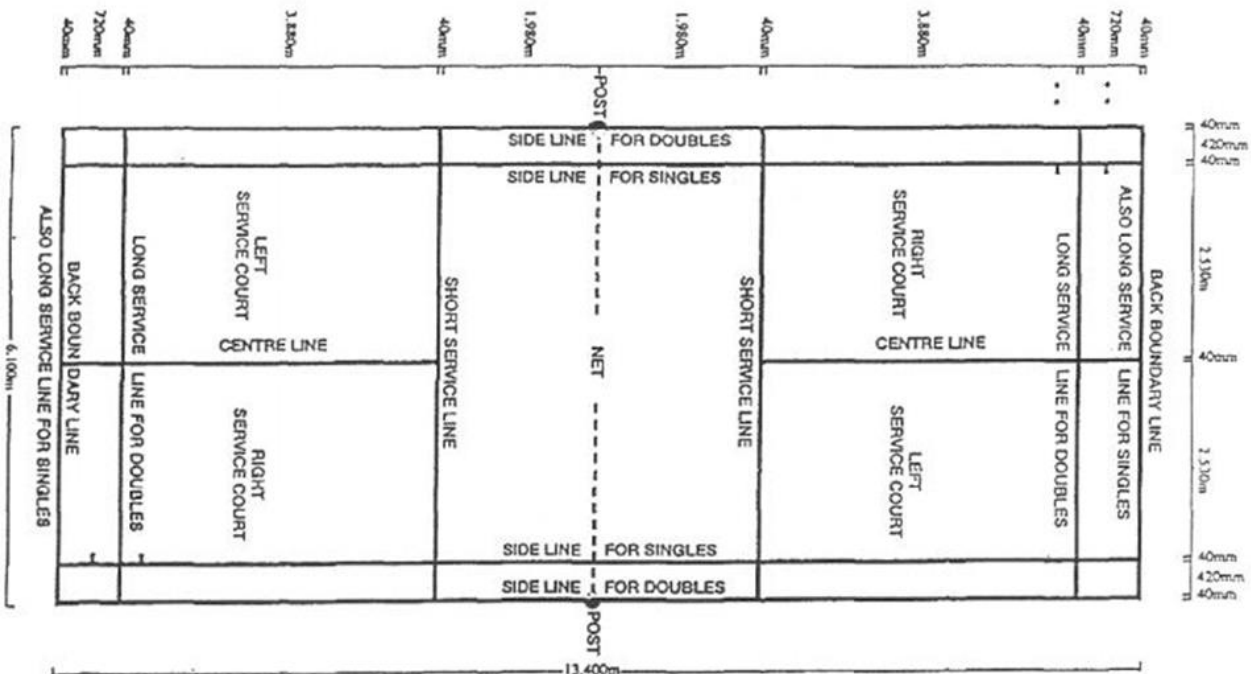 40mm
720mm
40mm
3.880m
40mm
1.980m
1.980m
40mm
3.880m
40mm
720mm
40mm
POST
SIDE LINE FOR DOUBLES
SIDE LINE FOR SINGLES
40mm
420mm
40mm
2.530m
40mm
2.530m
40mm
420mm
40mm
6.100m
ALSO LONG SERVICE LINE FOR SINGLES
BACK BOUNDARY LINE
LONG SERVICE LINE FOR DOUBLES
LEFT
SERVICE COURT
CENTRE LINE
RIGHT
SERVICE COURT
SHORT SERVICE LINE
NET
SHORT SERVICE LINE
RIGHT
SERVICE COURT
CENTRE LINE
LEFT
SERVICE COURT
LONG SERVICE LINE FOR DOUBLES
ALSO LONG SERVICE LINE FOR SINGLES
BACK BOUNDARY LINE
SIDE LINE FOR SINGLES
SIDE LINE FOR DOUBLES
POST
13.400m